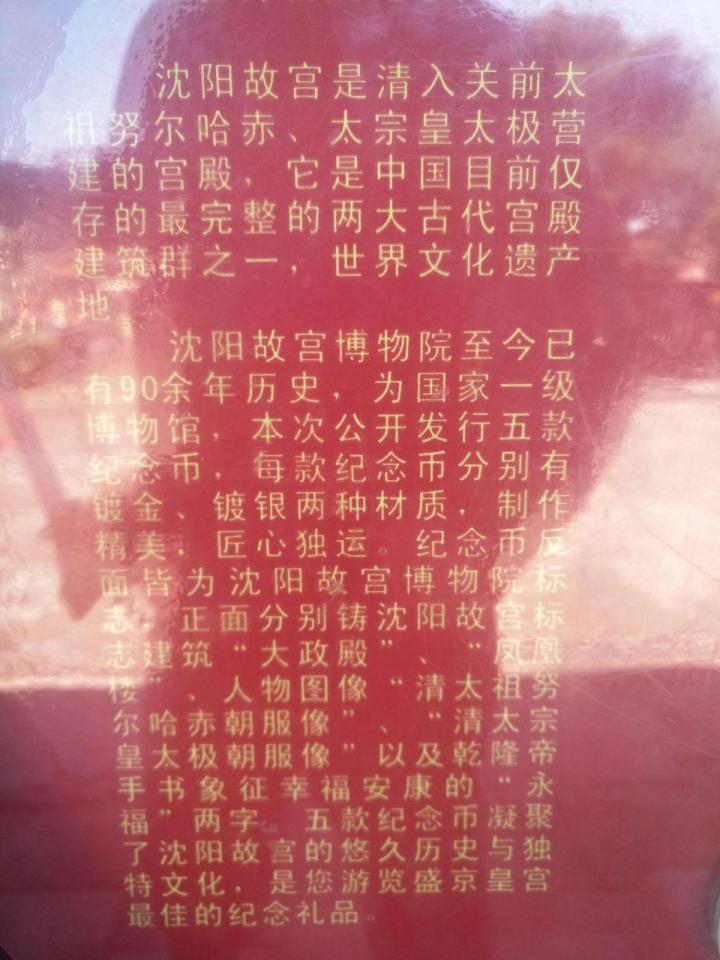 沈阳故宫是清入关前太
祖努尔哈赤、太宗皇太极营
建的宫殿，它是中国目前仅
存的最完整的两大古代宫殿
建筑群之一，世界文化遗产
地
沈阳故宫博物院至今已
有90余年历史，为国家一级
博物馆，本次公开发行五款
纪念币，每款纪念币分别有
镀金、镀银两种材质，制作
精美，匠心独运。纪念币反
面皆为沈阳故宫博物院标
志，正面分别铸沈阳故宫标
志建筑“大政殿”、“凤凰
楼”、人物图像“清太祖努
尔哈赤朝服像”、“清太宗
皇太极朝服像”以及乾隆帝
手书象征幸福安康的“永
福”两字。五款纪念币凝聚
了沈阳故宫的悠久历史与独
特文化，是您游览盛京皇宫
最佳的纪念礼品。